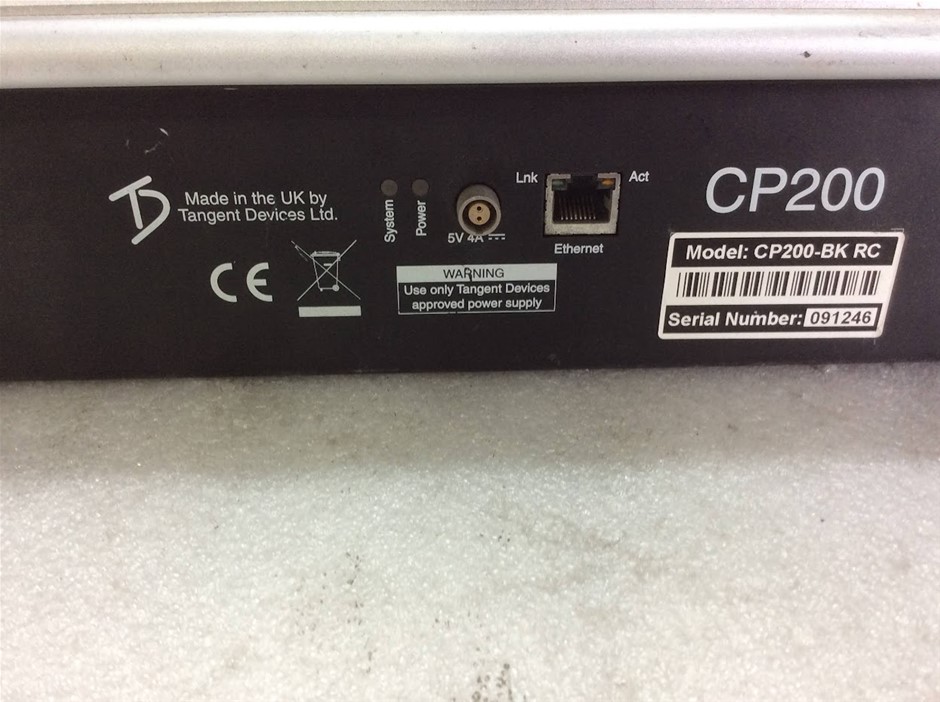 TD
Made in the UK by
Tangent Devices Ltd.
CE
System
Power
5V 4A
WARNING
Use only Tangent Devices
approved power supply
Lnk
Act
Ethernet
CP200
Model: CP200-BK RC
Serial Number: 091246